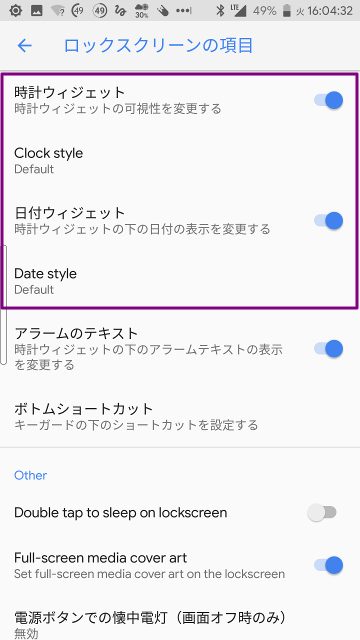 49 49 30% LTE 49% 火 16:04:32
ロックスクリーンの項目
時計ウィジェット
時計ウィジェットの可視性を変更する
Clock style
Default
日付ウィジェット
時計ウィジェットの下の日付の表示を変更する
Date style
Default
アラームのテキスト
時計ウィジェットの下のアラームテキストの表示
を変更する
ボトムショートカット
キーガードの下のショートカットを設定する
Other
Double tap to sleep on lockscreen
Full-screen media cover art
Set full-screen media cover art on the lockscreen
電源ボタンでの懐中電灯（画面オフ時のみ）
無効